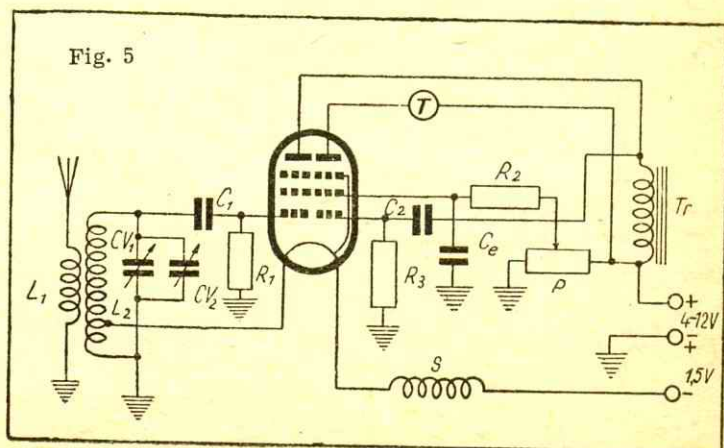 Fig. 5
T
R2
Tr
C1
C2
CV1
Ce
L1
L2
CV2
R1
R3
P
+
4-12V
-
+
S
1,5V
-